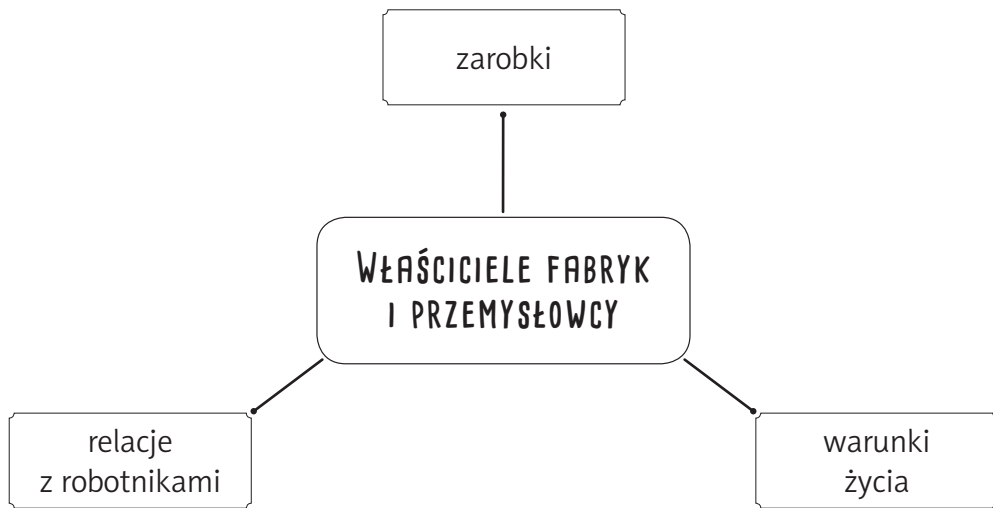 zarobki
WŁAŚCICIELE FABRYK
I PRZEMYSŁOWCY
relacje
z robotnikami
warunki
życia